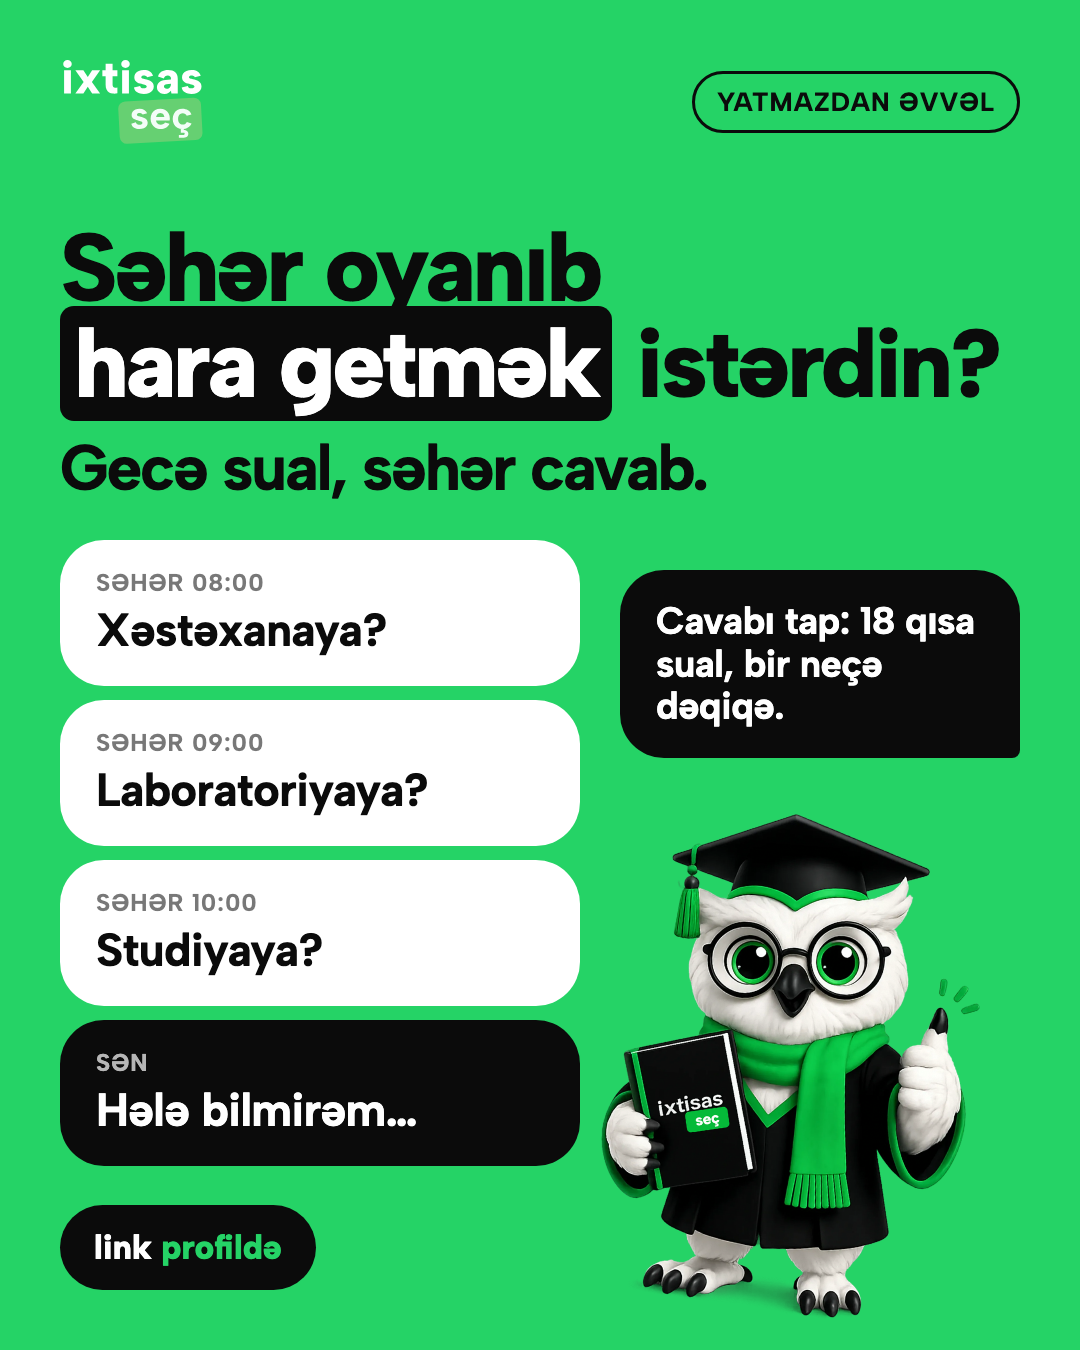 ixtisas
seç
YATMAZDAN ƏVVƏL
Səhər oyanıb
hara getmək istərdin?
Gecə sual, səhər cavab.
SƏHƏR 08:00
Xəstəxanaya?
SƏHƏR 09:00
Laboratoriyaya?
SƏHƏR 10:00
Studiyaya?
SƏN
Hələ bilmirəm...
Cavabı tap: 18 qısa
sual, bir neçə
dəqiqə.
ixtisas
seç
link profildə